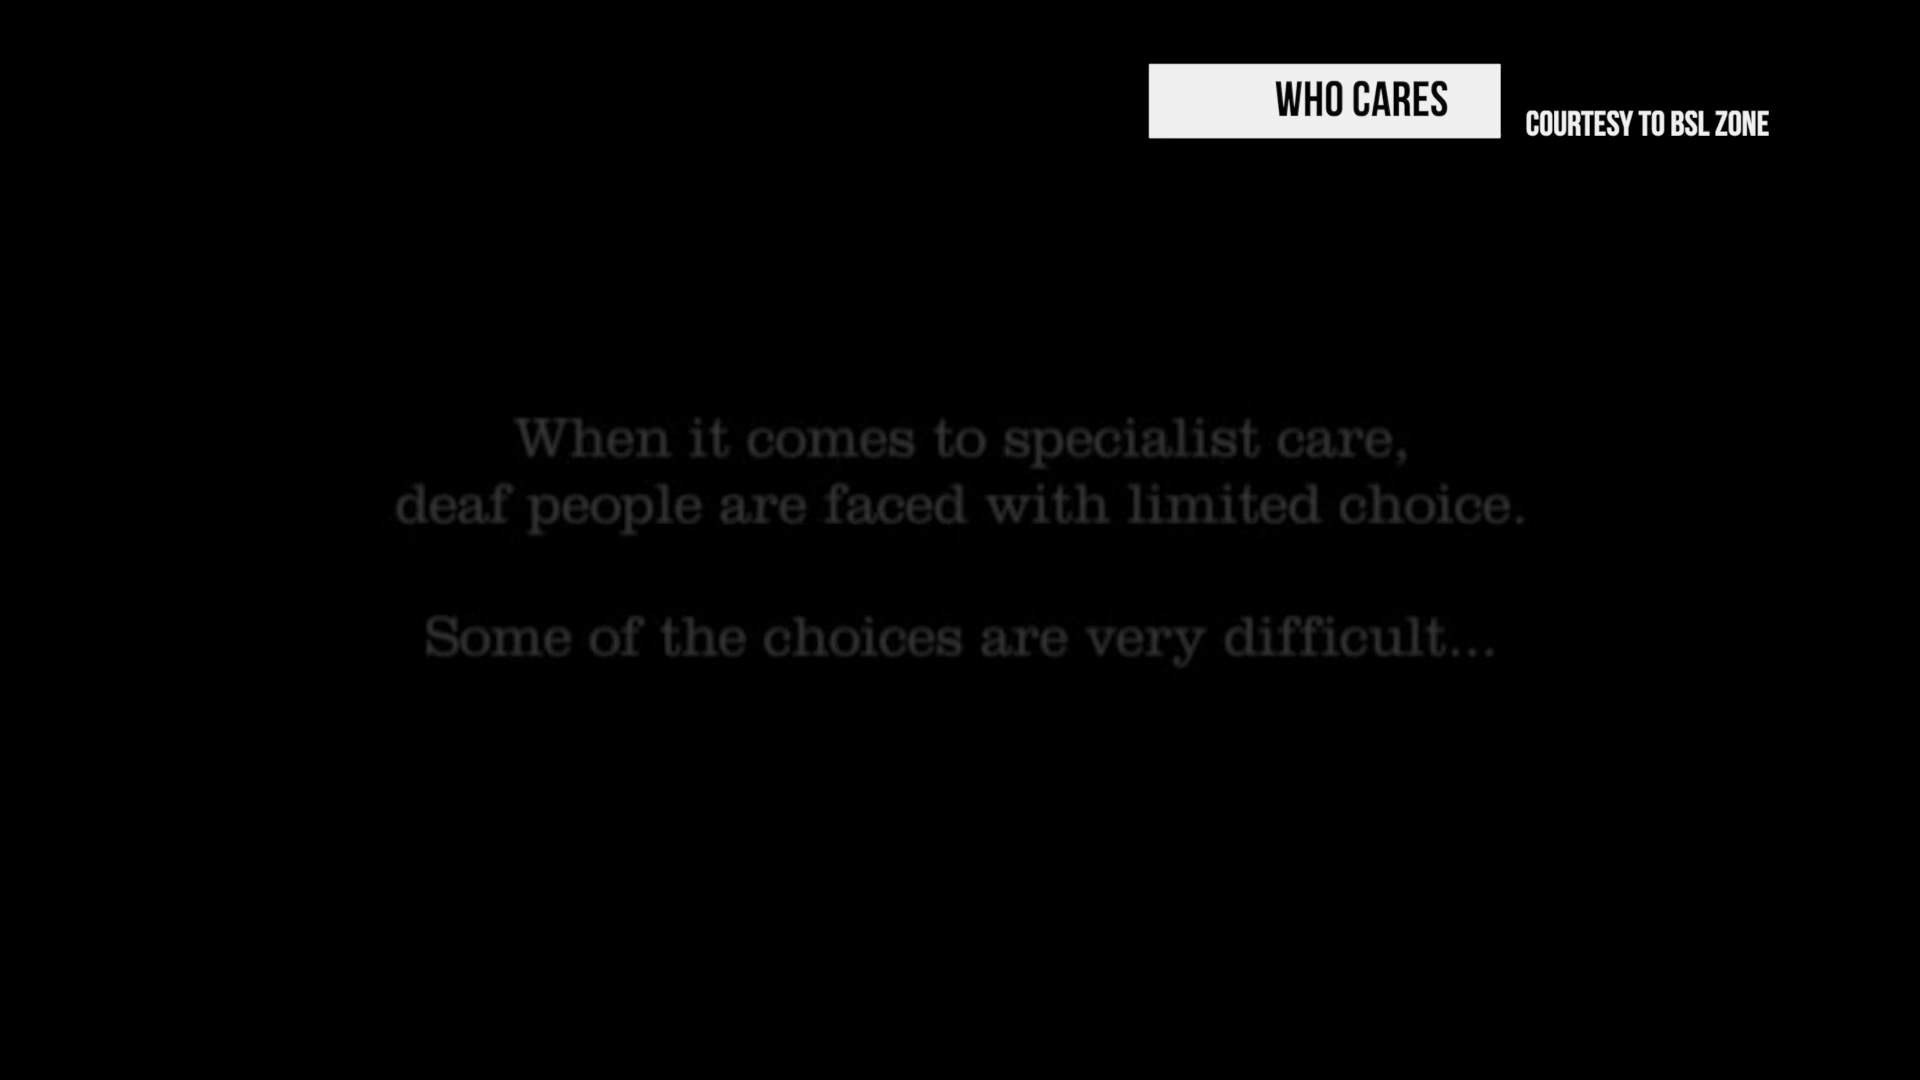 WHO CARES
COURTESY TO BSL ZONE
When it comes to specialist care,
deaf people are faced with limited choice.
Some of the choices are very difficult...